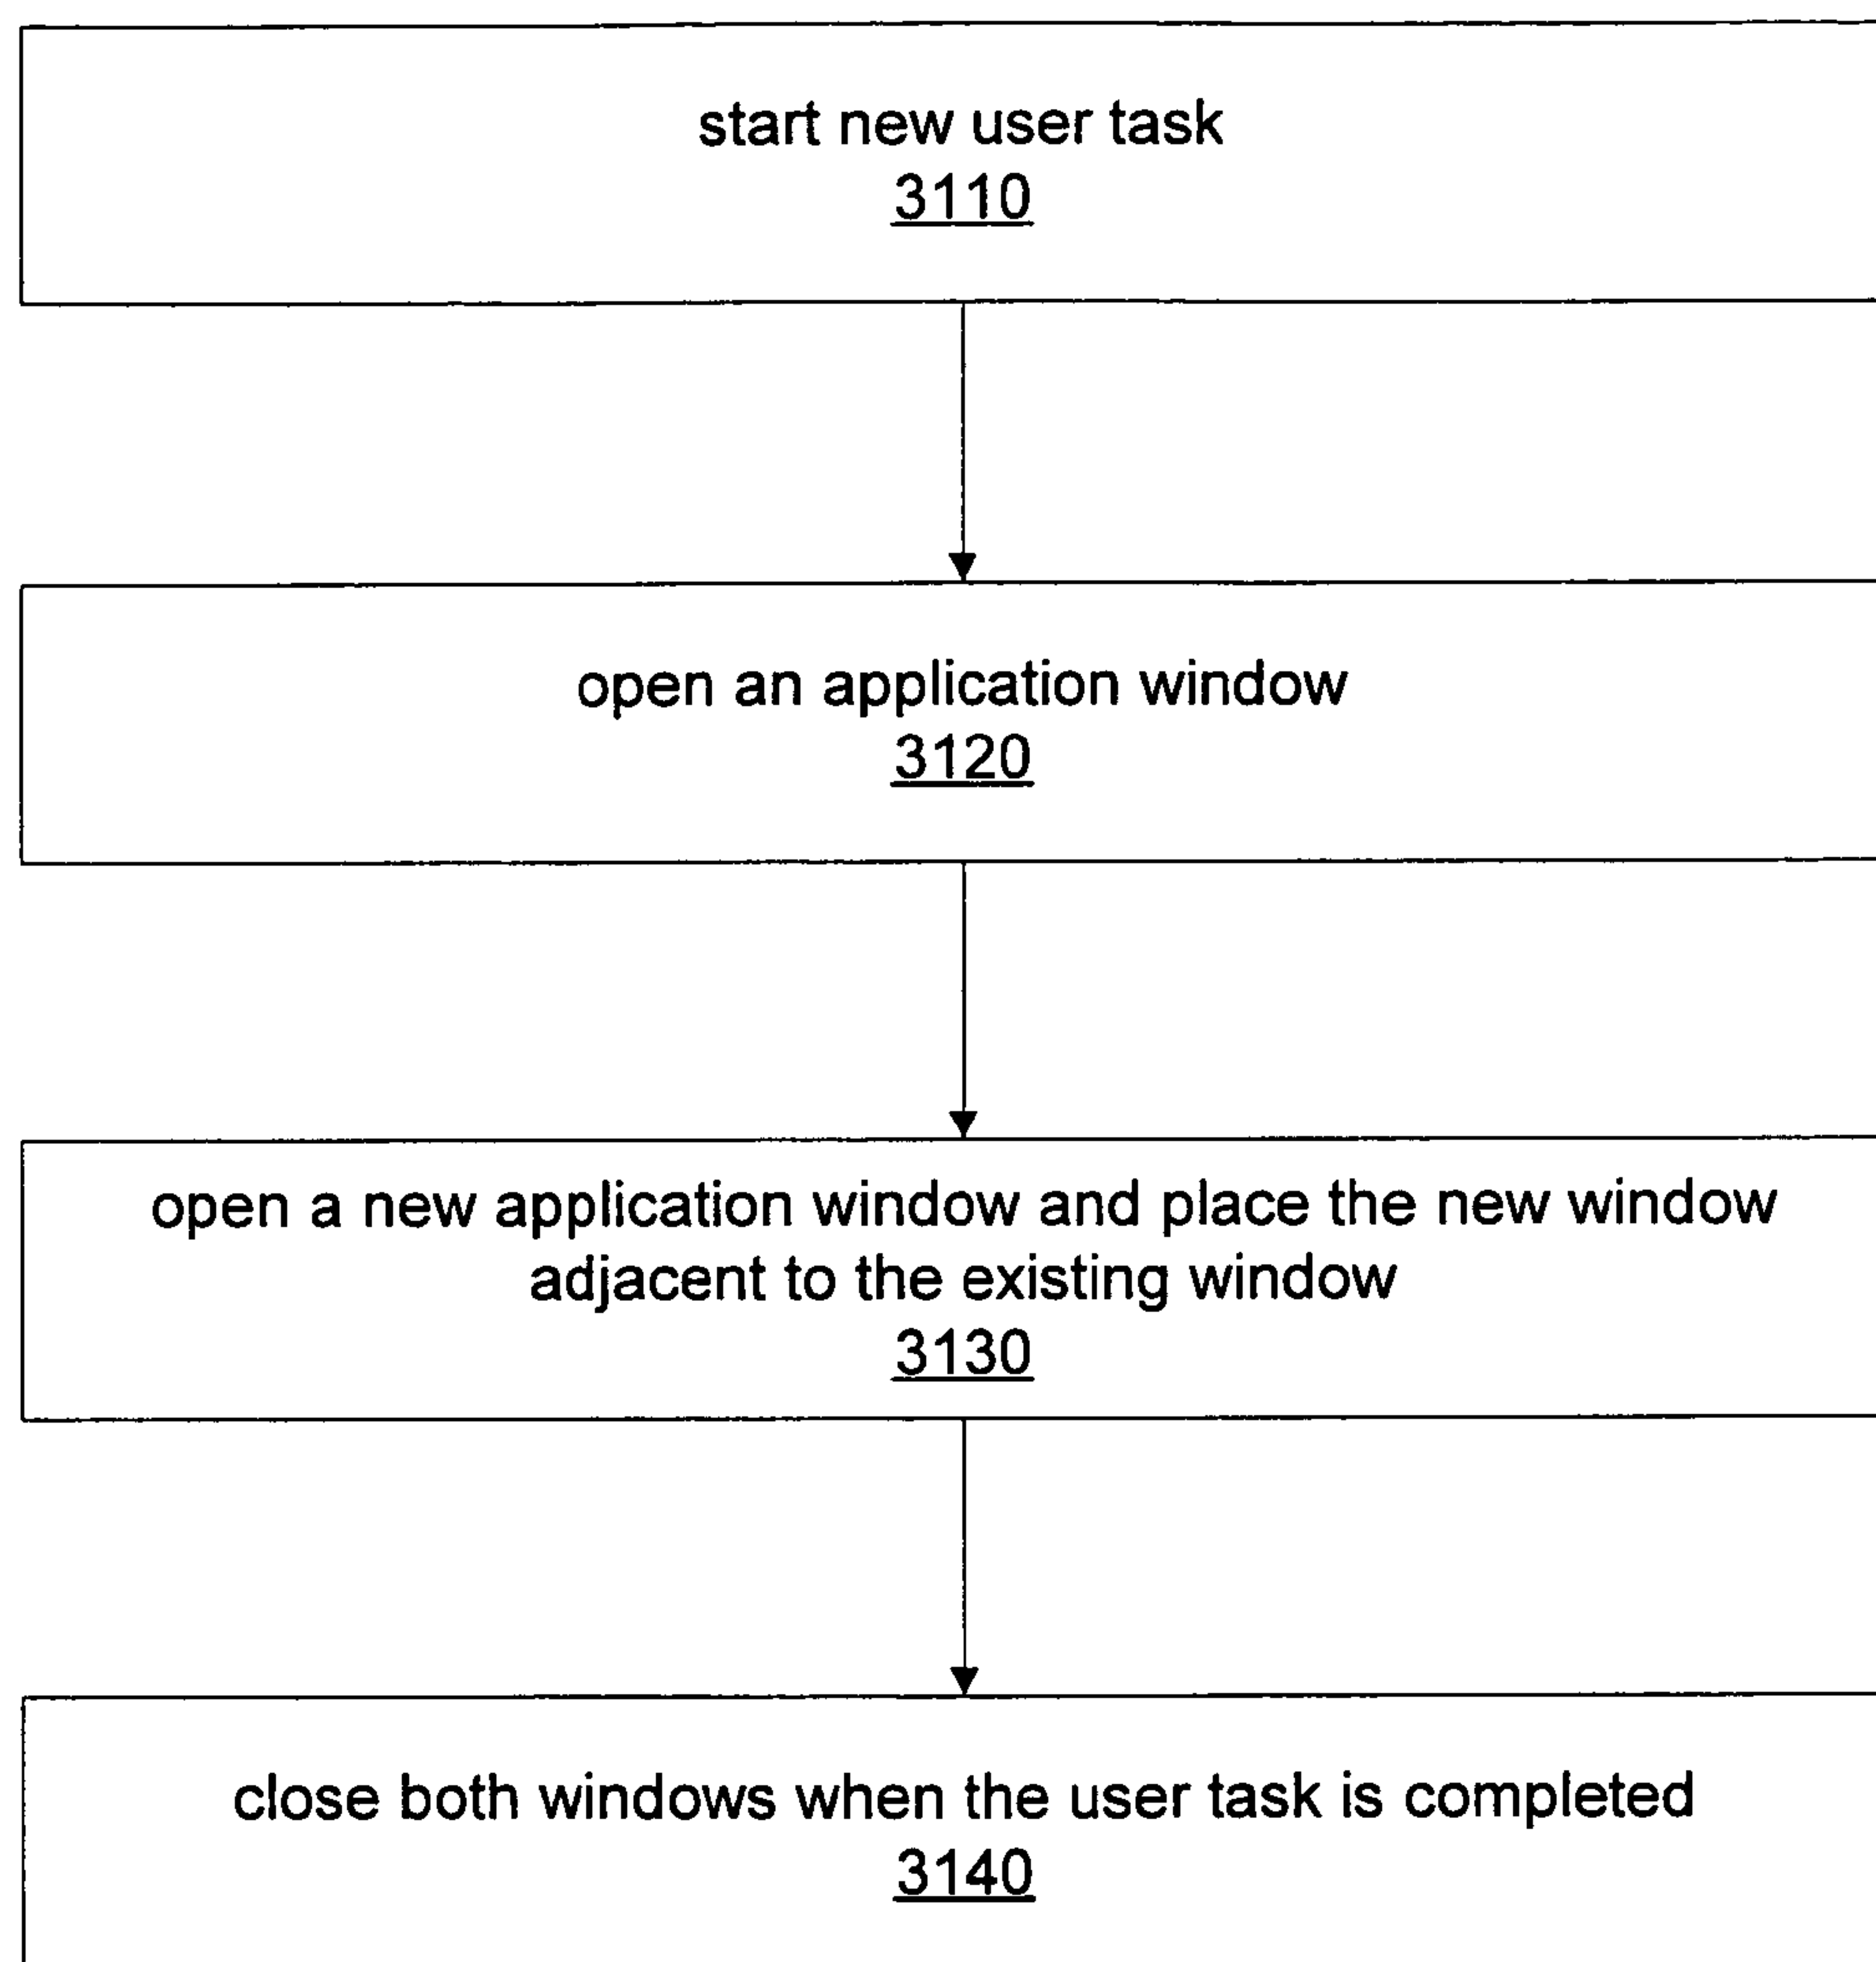 start new user task
3110
open an application window
3120
open a new application window and place the new window
adjacent to the existing window
3130
close both windows when the user task is completed
3140